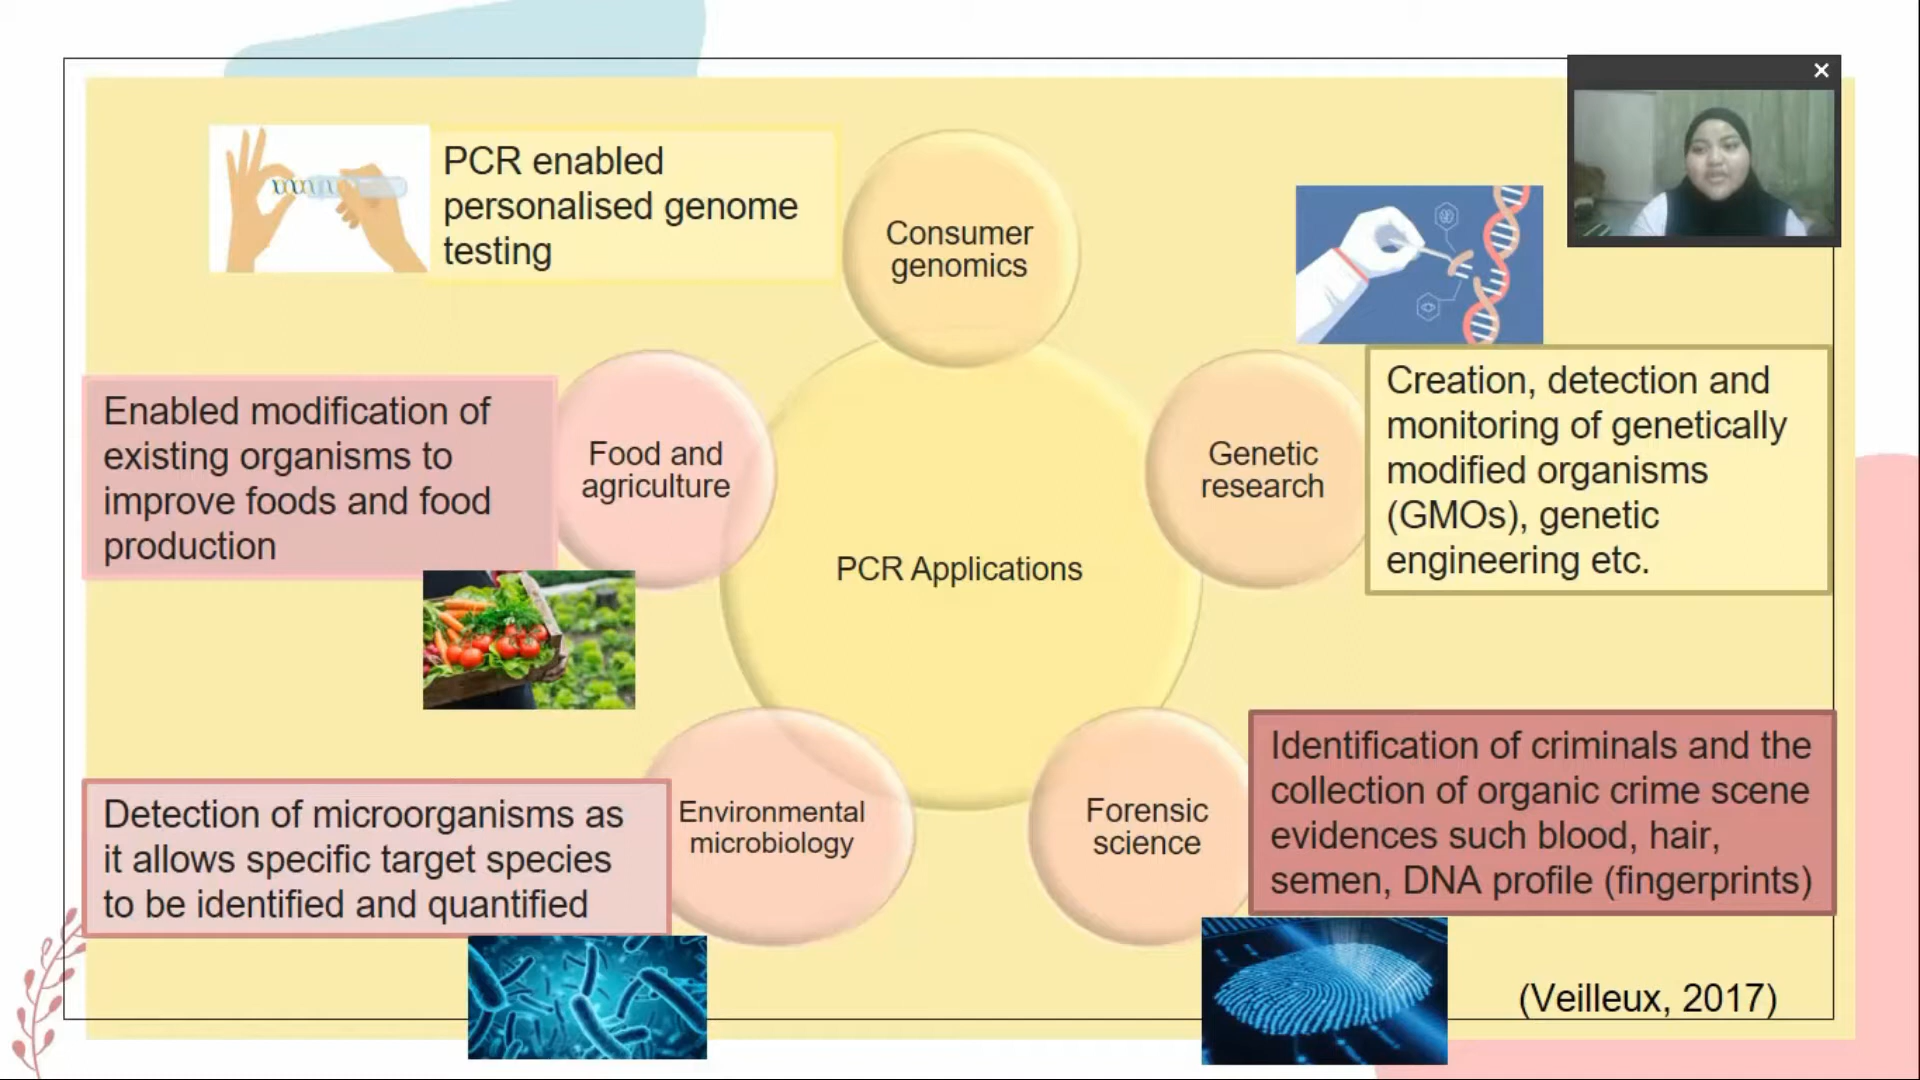 PCR enabled
personalised genome
testing
Consumer
genomics
Enabled modification of
existing organisms to
improve foods and food
production
Food and
agriculture
Genetic
research
Creation, detection and
monitoring of genetically
modified organisms
(GMOs), genetic
engineering etc.
PCR Applications
Detection of microorganisms as
it allows specific target species
to be identified and quantified
Environmental
microbiology
Forensic
science
Identification of criminals and the
collection of organic crime scene
evidences such blood, hair,
semen, DNA profile (fingerprints)
(Veilleux, 2017)